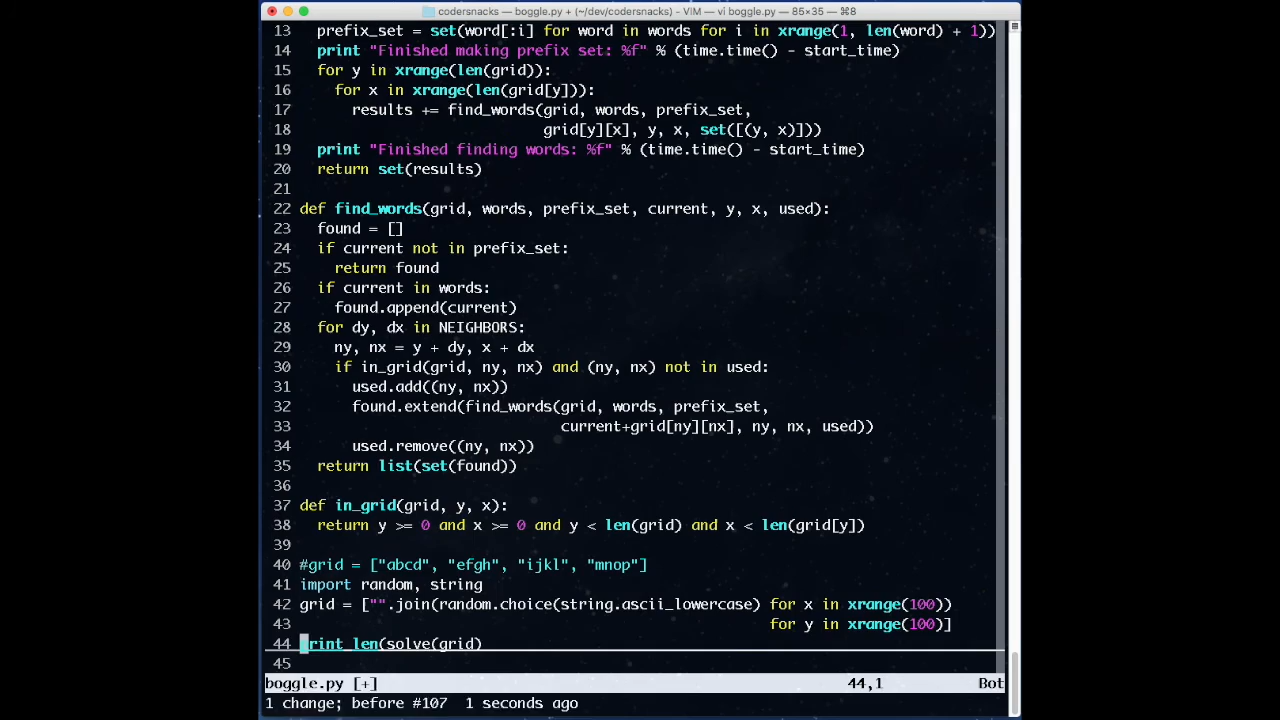 codersnacks — boggle.py + (~/dev/codersnacks) - VIM — vi boggle.py — 85×35 — ⌘8
13 prefix_set = set(word[:i] for word in words for i in xrange(1, len(word) + 1))
14 print "Finished making prefix set: %f" % (time.time() - start_time)
15 for y in xrange(len(grid)):
16 for x in xrange(len(grid[y])):
17 results += find_words(grid, words, prefix_set,
18 grid[y][x], y, x, set([(y, x)]))
19 print "Finished finding words: %f" % (time.time() - start_time)
20 return set(results)
21
22 def find_words(grid, words, prefix_set, current, y, x, used):
23 found = []
24 if current not in prefix_set:
25 return found
26 if current in words:
27 found.append(current)
28 for dy, dx in NEIGHBORS:
29 ny, nx = y + dy, x + dx
30 if in_grid(grid, ny, nx) and (ny, nx) not in used:
31 used.add((ny, nx))
32 found.extend(find_words(grid, words, prefix_set,
33 current+grid[ny][nx], ny, nx, used))
34 used.remove((ny, nx))
35 return list(set(found))
36
37 def in_grid(grid, y, x):
38 return y >= 0 and x >= 0 and y < len(grid) and x < len(grid[y])
39
40 #grid = ["abcd", "efgh", "ijkl", "mnop"]
41 import random, string
42 grid = ["".join(random.choice(string.ascii_lowercase) for x in xrange(100))
43 for y in xrange(100)]
44 print len(solve(grid)
45
boggle.py [+] 44,1 Bot
1 change; before #107 1 seconds ago